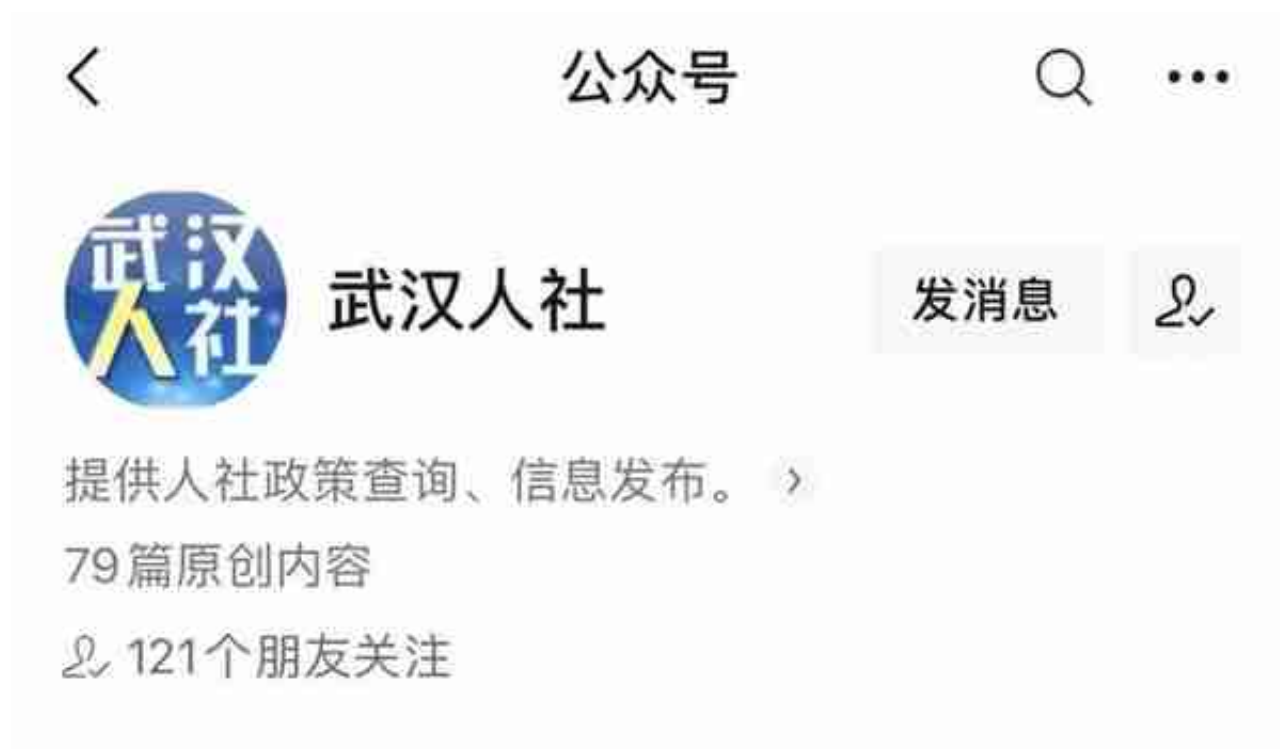 公众号
武汉
人社
武汉人社
发消息
提供人社政策查询、信息发布。
79篇原创内容
121个朋友关注